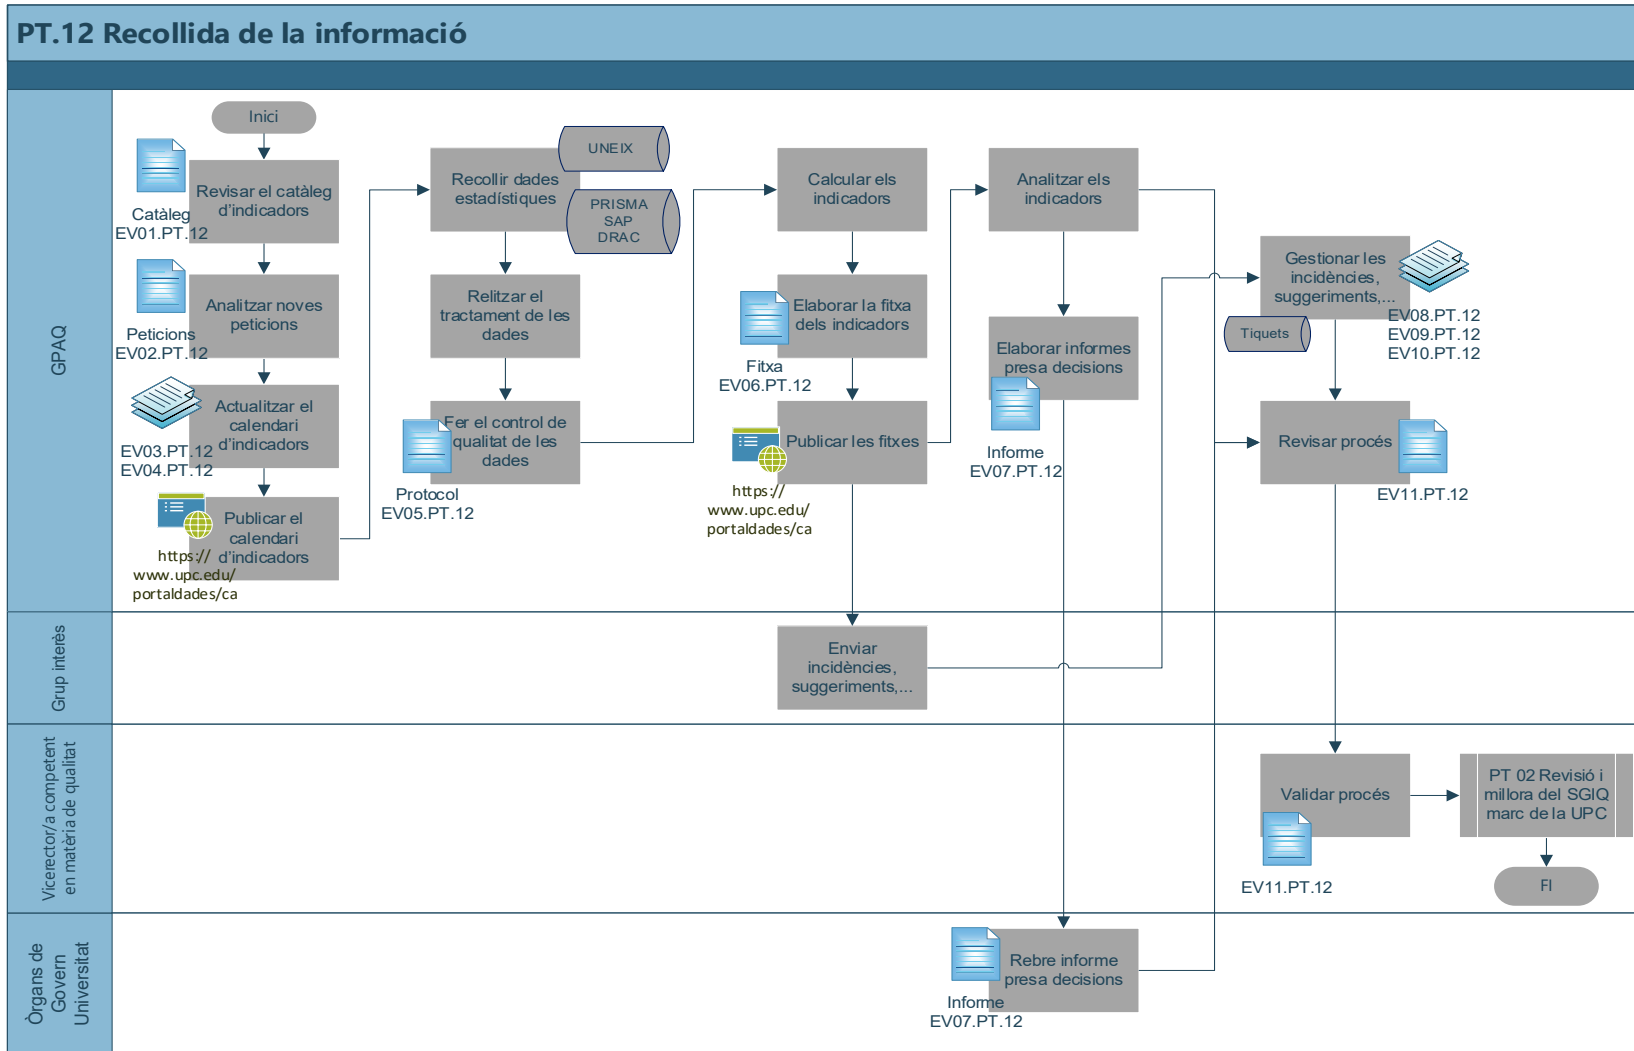 PT.12 Recollida de la informació
GPAQ
Inici
Revisar el catàleg
d'indicadors
Catàleg
EV01.PT.12
Analitzar noves
peticions
Peticions
EV02.PT.12
Actualitzar el
calendari
d'indicadors
EV03.PT.12
EV04.PT.12
Publicar el
calendari
d'indicadors
https://
www.upc.edu/
portaldades/ca
Recollir dades
estadístiques
UNEIX
PRISMA
SAP
DRAC
Relitzar el
tractament de les
dades
Fer el control de
qualitat de les
dades
Protocol
EV05.PT.12
Calcular els
indicadors
Elaborar la fitxa
dels indicadors
Fitxa
EV06.PT.12
Publicar les fitxes
https://
www.upc.edu/
portaldades/ca
Analitzar els
indicadors
Elaborar informes
presa decisions
Informe
EV07.PT.12
Gestionar les
incidències,
suggeriments,...
EV08.PT.12
EV09.PT.12
EV10.PT.12
Tiquets
Revisar procés
EV11.PT.12
Grup interès
Enviar
incidències,
suggeriments,...
Vicerector/a competent
en matèria de qualitat
Validar procés
EV11.PT.12
PT 02 Revisió i
millora del SGIQ
marc de la UPC
FI
Òrgans de
Govern
Universitat
Rebre informe
presa decisions
Informe
EV07.PT.12